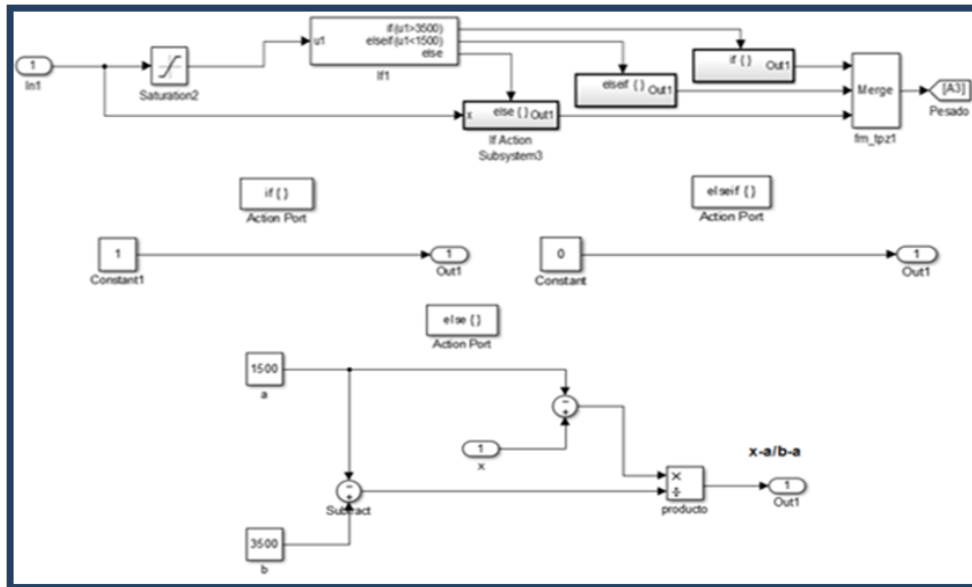 if(u1>3500)
u1
elseif(u1<1500)
else
If1
1
In1
Saturation2
if { }
Out1
elseif { }
Out1
x
else { }
Out1
If Action
Subsystem3
Merge
fm_tpz1
[A3]
Pesado
if { }
Action Port
elseif { }
Action Port
1
Constant1
1
Out1
0
Constant
1
Out1
else { }
Action Port
1500
a
−
+
1
x
x-a/b-a
−
+
Subtract
×
÷
producto
1
Out1
3500
b